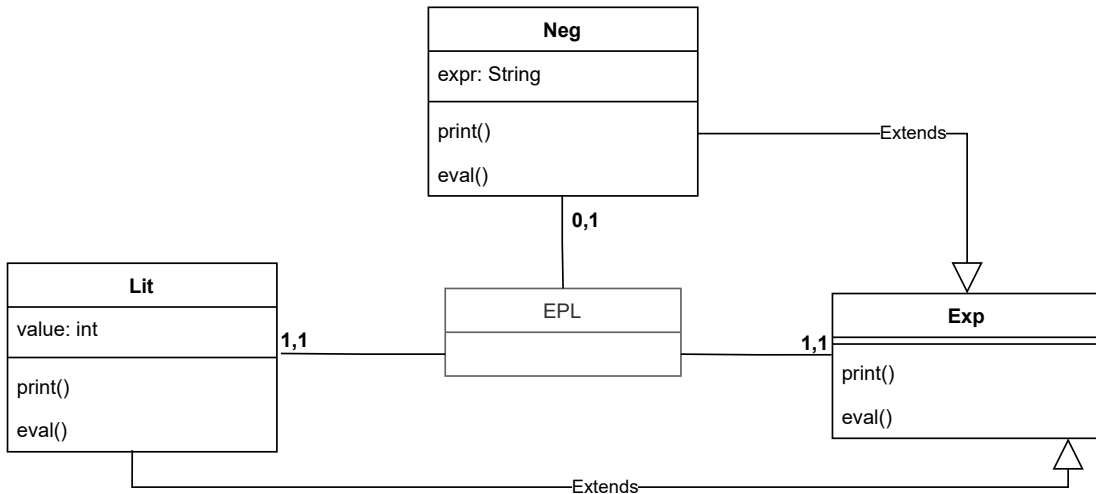 Neg
expr: String
print()
eval()
Extends
0,1
Lit
value: int
print()
eval()
1,1
EPL
1,1
Exp
print()
eval()
Extends